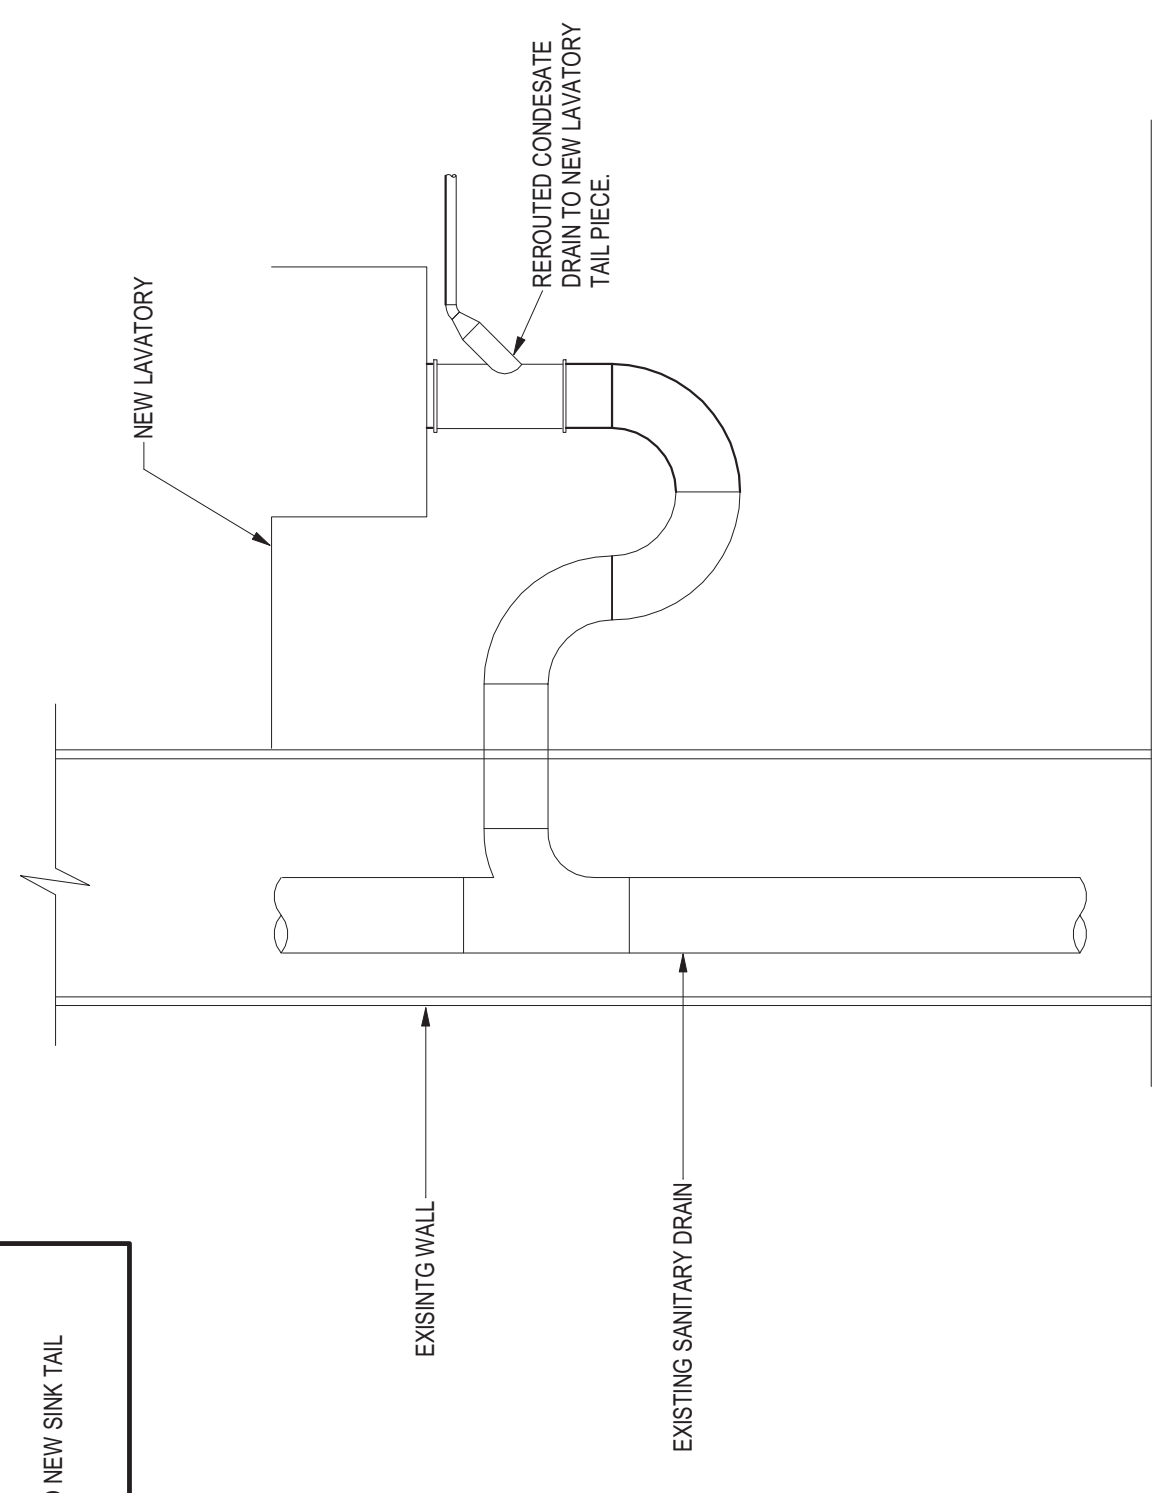 NEW LAVATORY
REROUTED CONDESATE
DRAIN TO NEW LAVATORY
TAIL PIECE.
EXISINTG WALL
EXISTING SANITARY DRAIN
NEW SINK TAIL